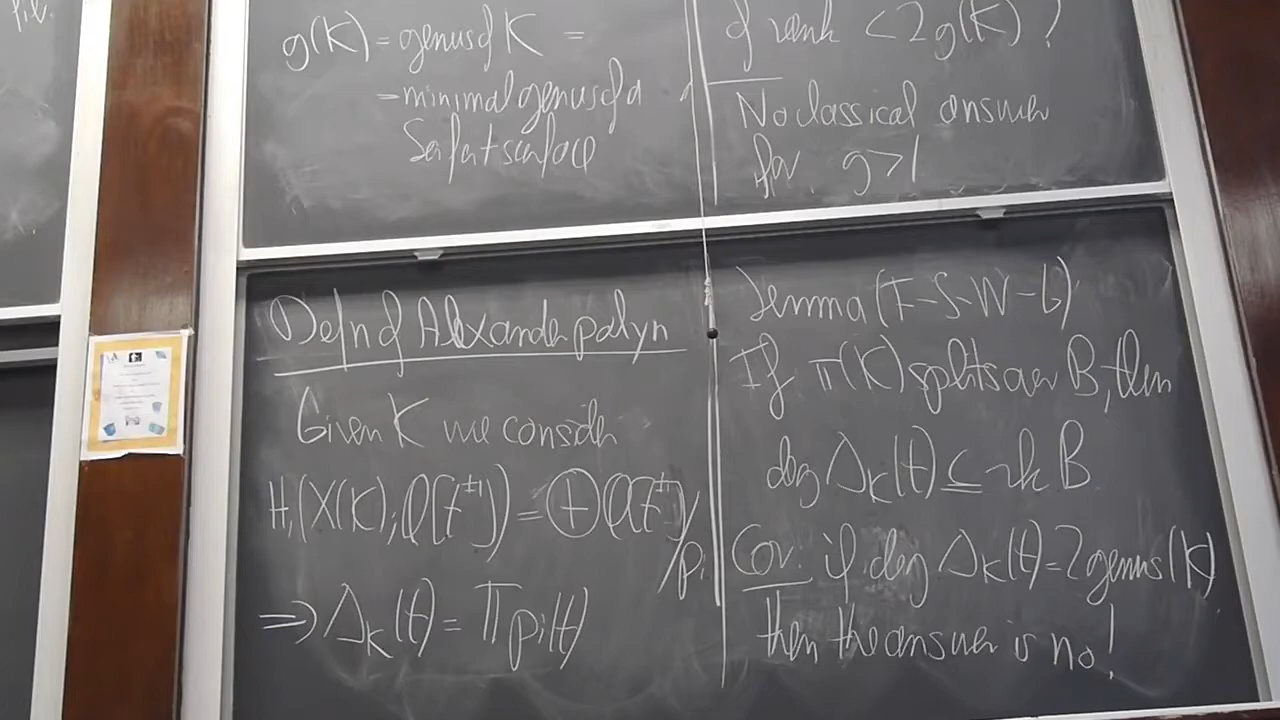 g(K) = genus of K =
= minimal genus of a
Seifert surface
of rank < 2g(K) ?
No classical answer
for g>1
Defn of Alexander polyn
Given K we consider
H₁(X(K); Q[t^{±1}]) = ⊕ Q[t^{±1}]/p_i
⇒ Δ_K(t) = Π p_i(t)
Lemma (F-S-W-G)
If π(K) splits over B, then
deg Δ_K(t) ≤ rk B
Cor: if deg Δ_K(t) = 2 genus(K)
then the answer is no!